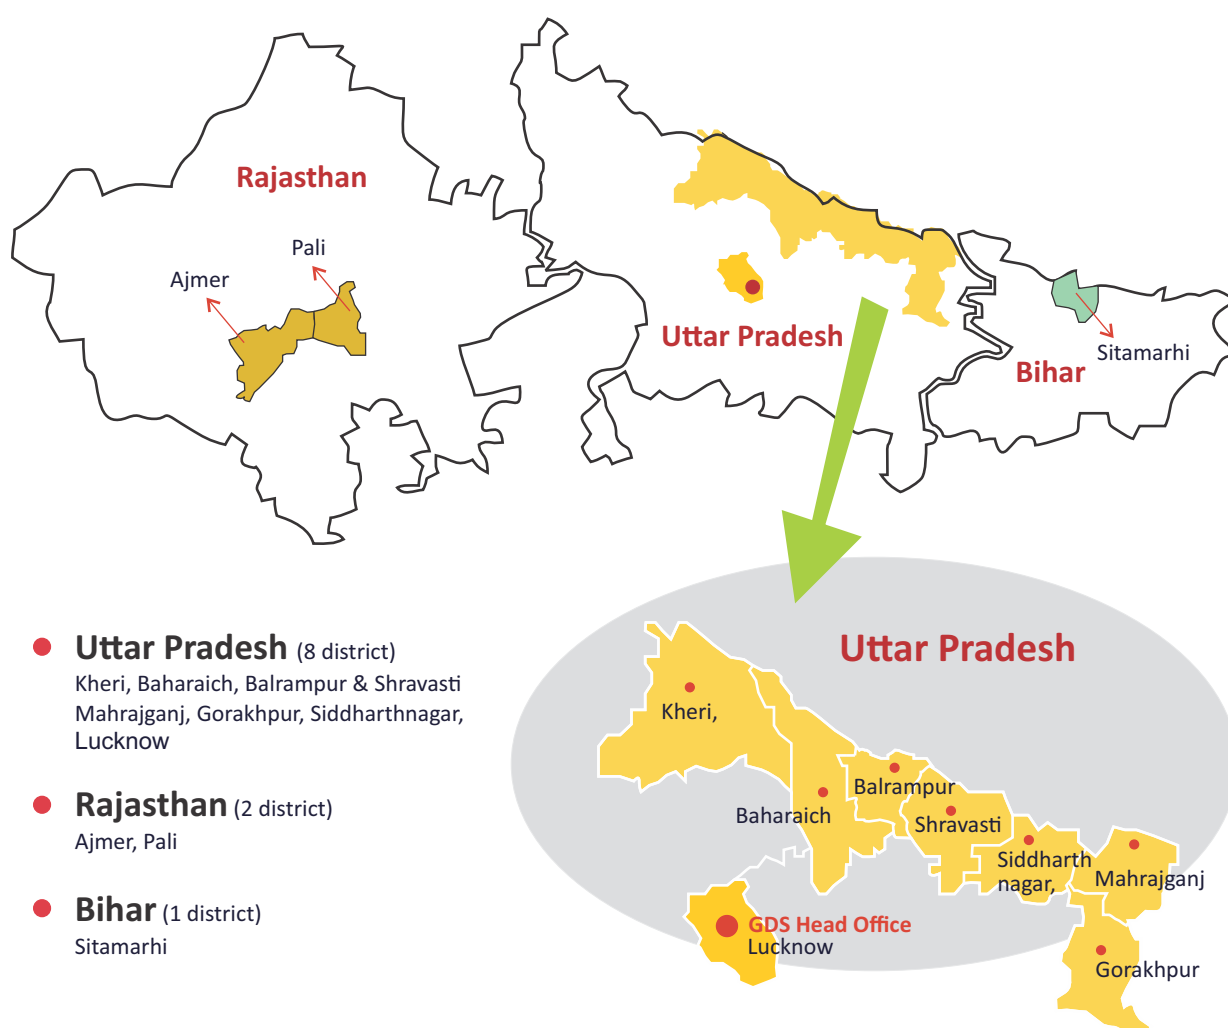 Rajasthan
Pali
Ajmer
Uttar Pradesh
Sitamarhi
Bihar
Uttar Pradesh (8 district)
Kheri, Baharaich, Balrampur & Shravasti
Mahrajganj, Gorakhpur, Siddharthnagar,
Lucknow
Rajasthan (2 district)
Ajmer, Pali
Bihar (1 district)
Sitamarhi
Uttar Pradesh
Kheri,
Balrampur
Baharaich
Shravasti
Siddharth
nagar,
Mahrajganj
GDS Head Office
Lucknow
Gorakhpur